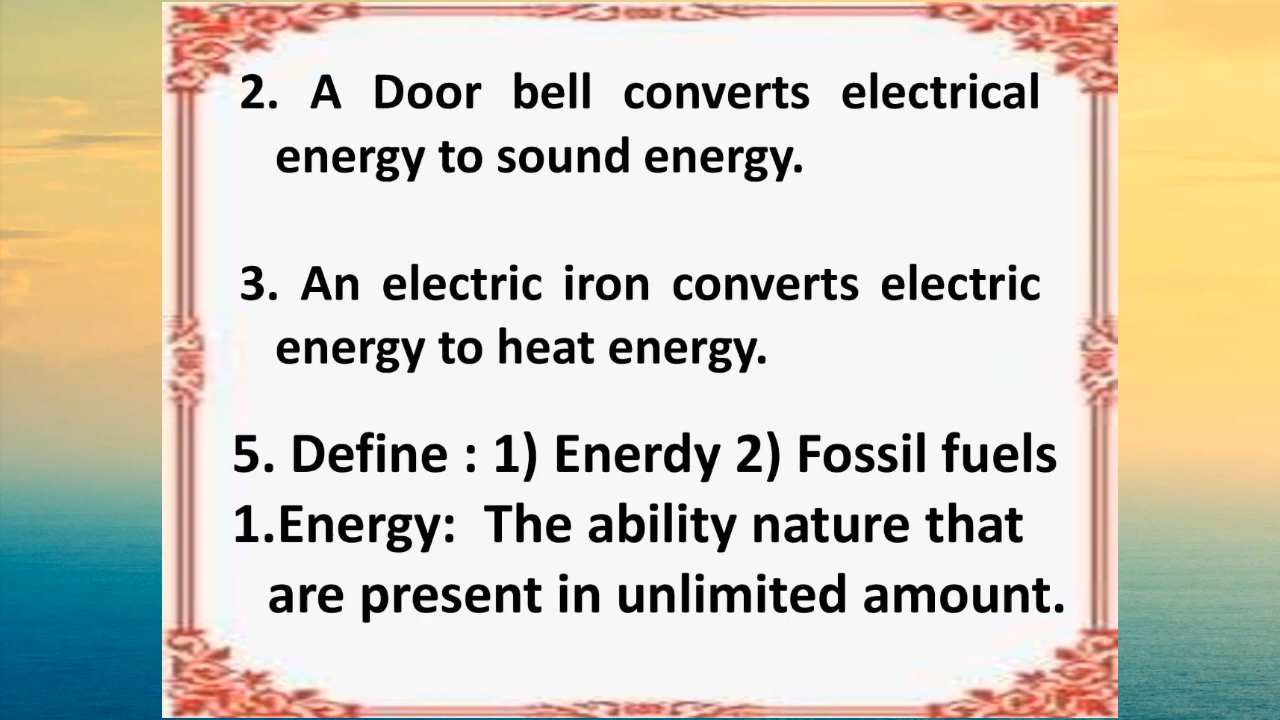 2. A Door bell converts electrical
energy to sound energy.
3. An electric iron converts electric
energy to heat energy.
5. Define : 1) Enerdy 2) Fossil fuels
1.Energy: The ability nature that
are present in unlimited amount.